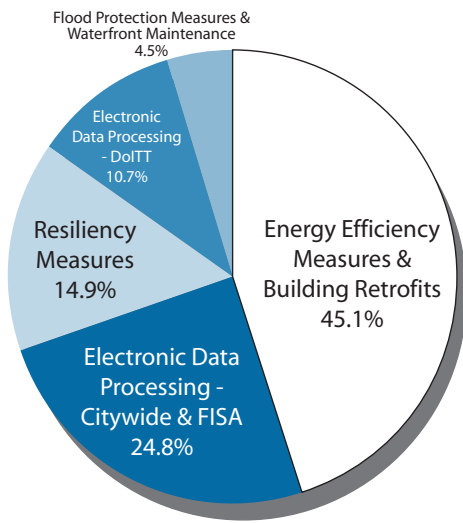 Flood Protection Measures &
Waterfront Maintenance
4.5%
Electronic
Data Processing
- DoITT
10.7%
Resiliency
Measures
14.9%
Energy Efficiency
Measures &
Building Retrofits
45.1%
Electronic Data
Processing -
Citywide & FISA
24.8%